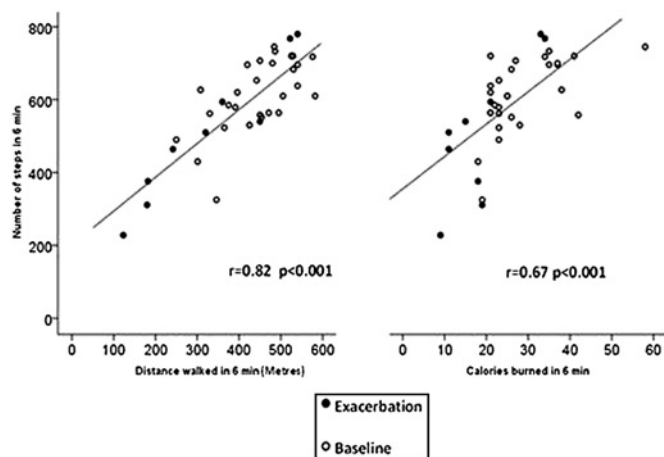 Number of steps in 6 min
800
600
400
200
0
r=0.82 p<0.001
0 100 200 300 400 500 600
Distance walked in 6 min(Metres)
r=0.67 p<0.001
0 10 20 30 40 50 60
Calories burned in 6 min
Exacerbation
Baseline